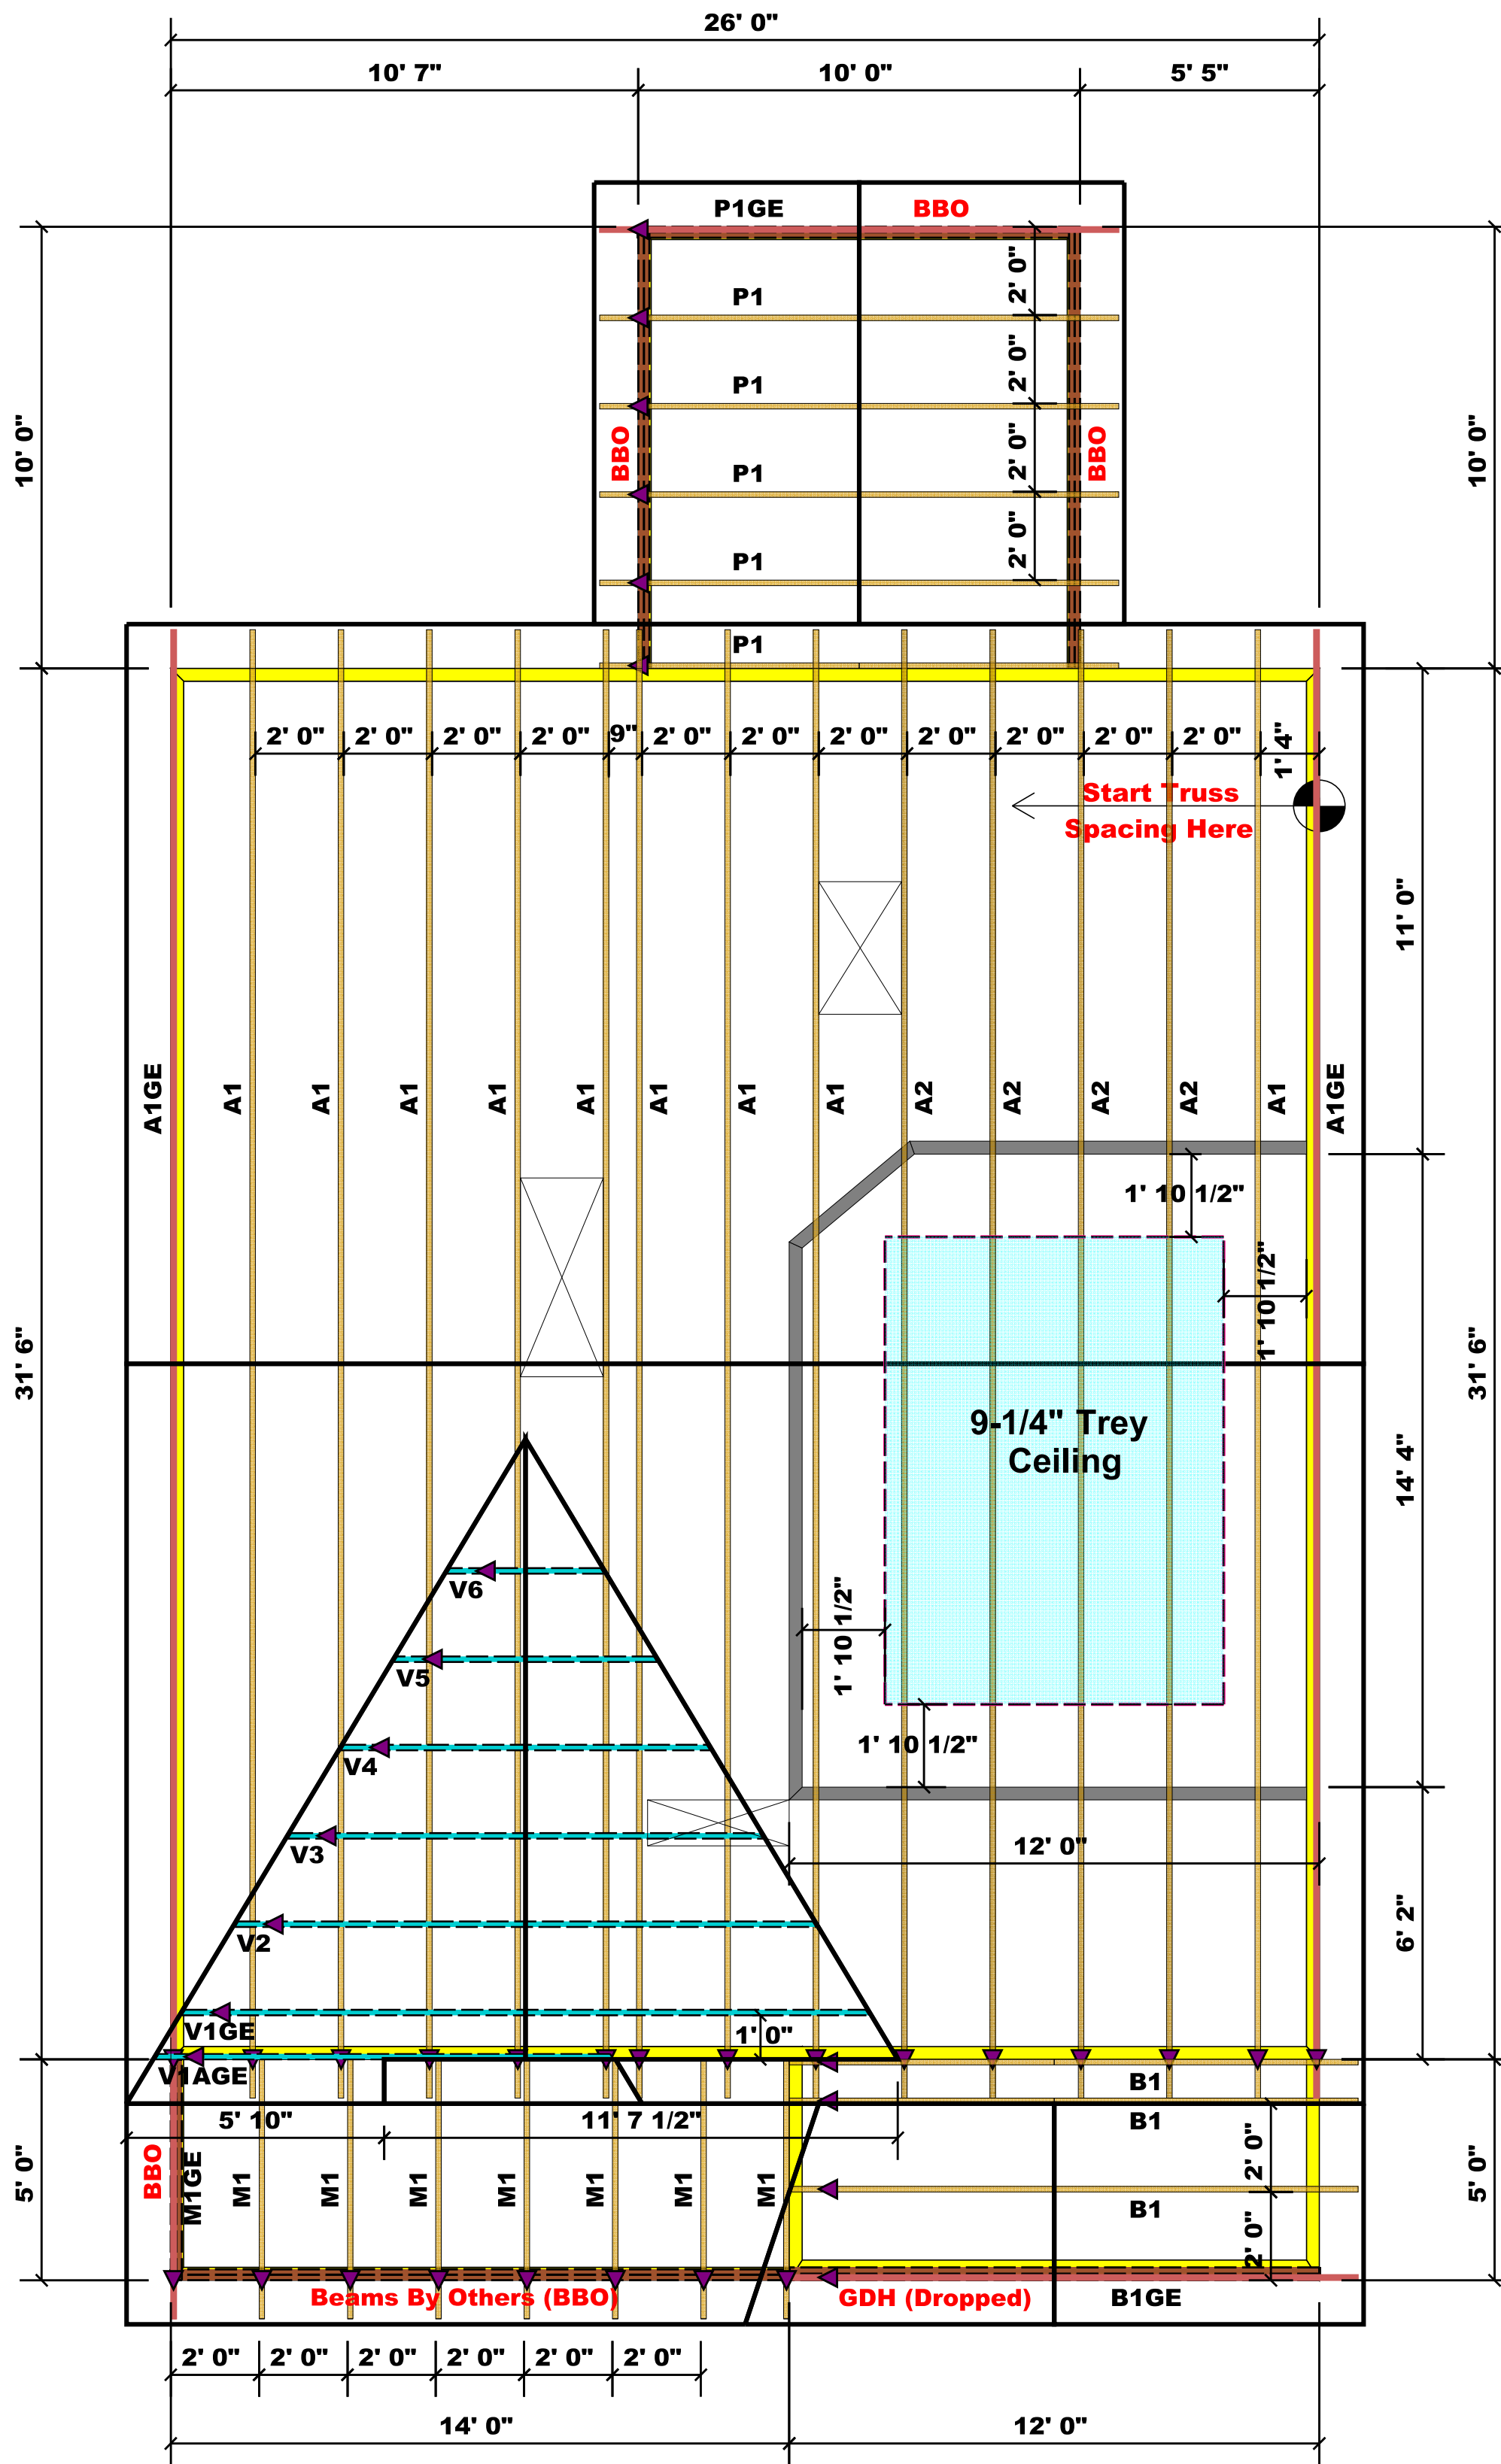 26' 0"
10' 7"
10' 0"
5' 5"
P1GE
BBO
2' 0"
P1
2' 0"
P1
2' 0"
P1
2' 0"
P1
BBO
BBO
10' 0"
10' 0"
P1
2' 0"
2' 0"
2' 0"
2' 0"
9"
2' 0"
2' 0"
2' 0"
2' 0"
2' 0"
2' 0"
2' 0"
1' 4"
Start Truss
Spacing Here
11' 0"
A1GE
A1
A1
A1
A1
A1
A1
A1
A1
A2
A2
A2
A2
A1
A1GE
1' 10 1/2"
1' 10 1/2"
31' 6"
31' 6"
9-1/4" Trey
Ceiling
14' 4"
V6
1' 10 1/2"
V5
1' 10 1/2"
V4
V3
12' 0"
6' 2"
V2
V1GE
1' 0"
V1AGE
B1
5' 10"
11' 7 1/2"
B1
5' 0"
BBO
M1GE
M1
M1
M1
M1
M1
M1
M1
2' 0"
B1
2' 0"
5' 0"
Beams By Others (BBO)
GDH (Dropped)
B1GE
2' 0"
2' 0"
2' 0"
2' 0"
2' 0"
2' 0"
14' 0"
12' 0"